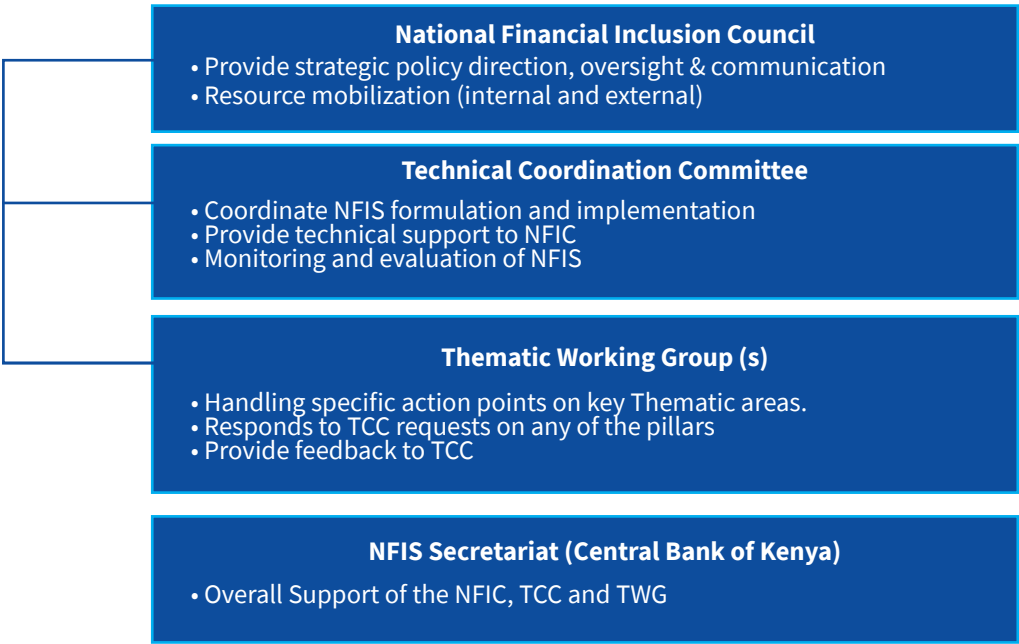 National Financial Inclusion Council
• Provide strategic policy direction, oversight & communication
• Resource mobilization (internal and external)
Technical Coordination Committee
• Coordinate NFIS formulation and implementation
• Provide technical support to NFIC
• Monitoring and evaluation of NFIS
Thematic Working Group (s)
• Handling specific action points on key Thematic areas.
• Responds to TCC requests on any of the pillars
• Provide feedback to TCC
NFIS Secretariat (Central Bank of Kenya)
• Overall Support of the NFIC, TCC and TWG